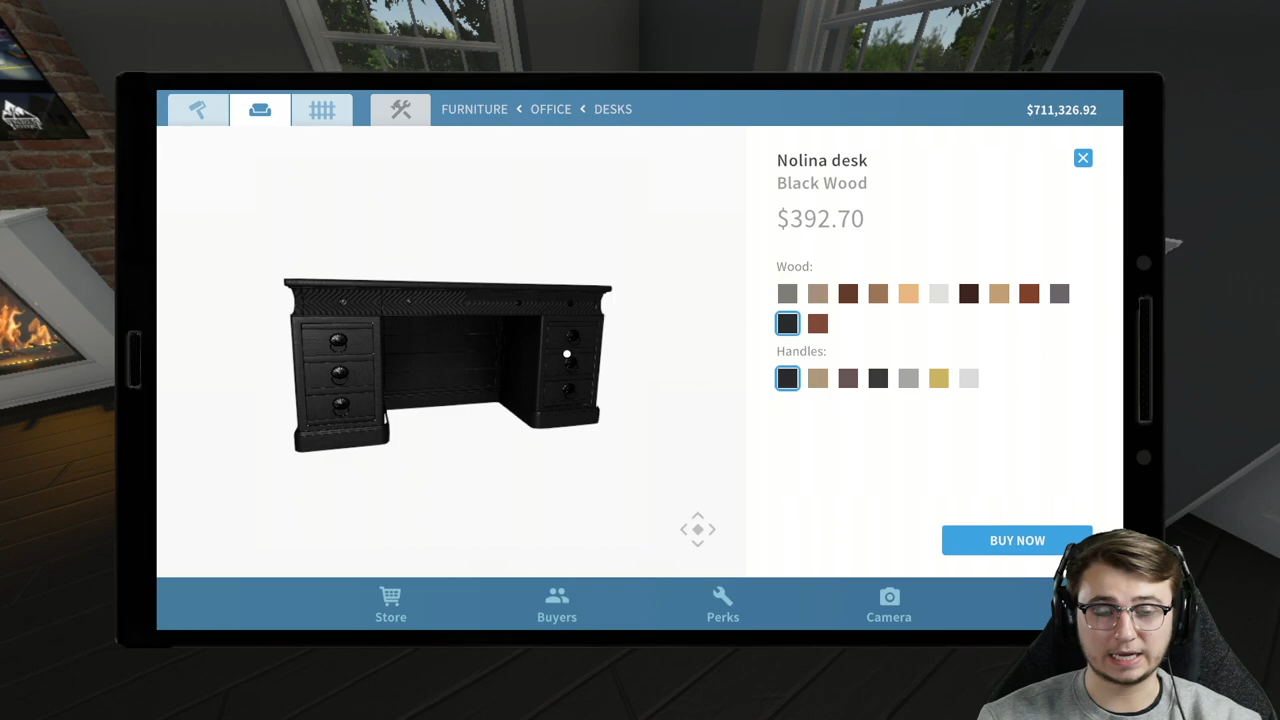 FURNITURE < OFFICE < DESKS
$711,326.92
Nolina desk
Black Wood
$392.70
Wood:
Handles:
BUY NOW
Store
Buyers
Perks
Camera